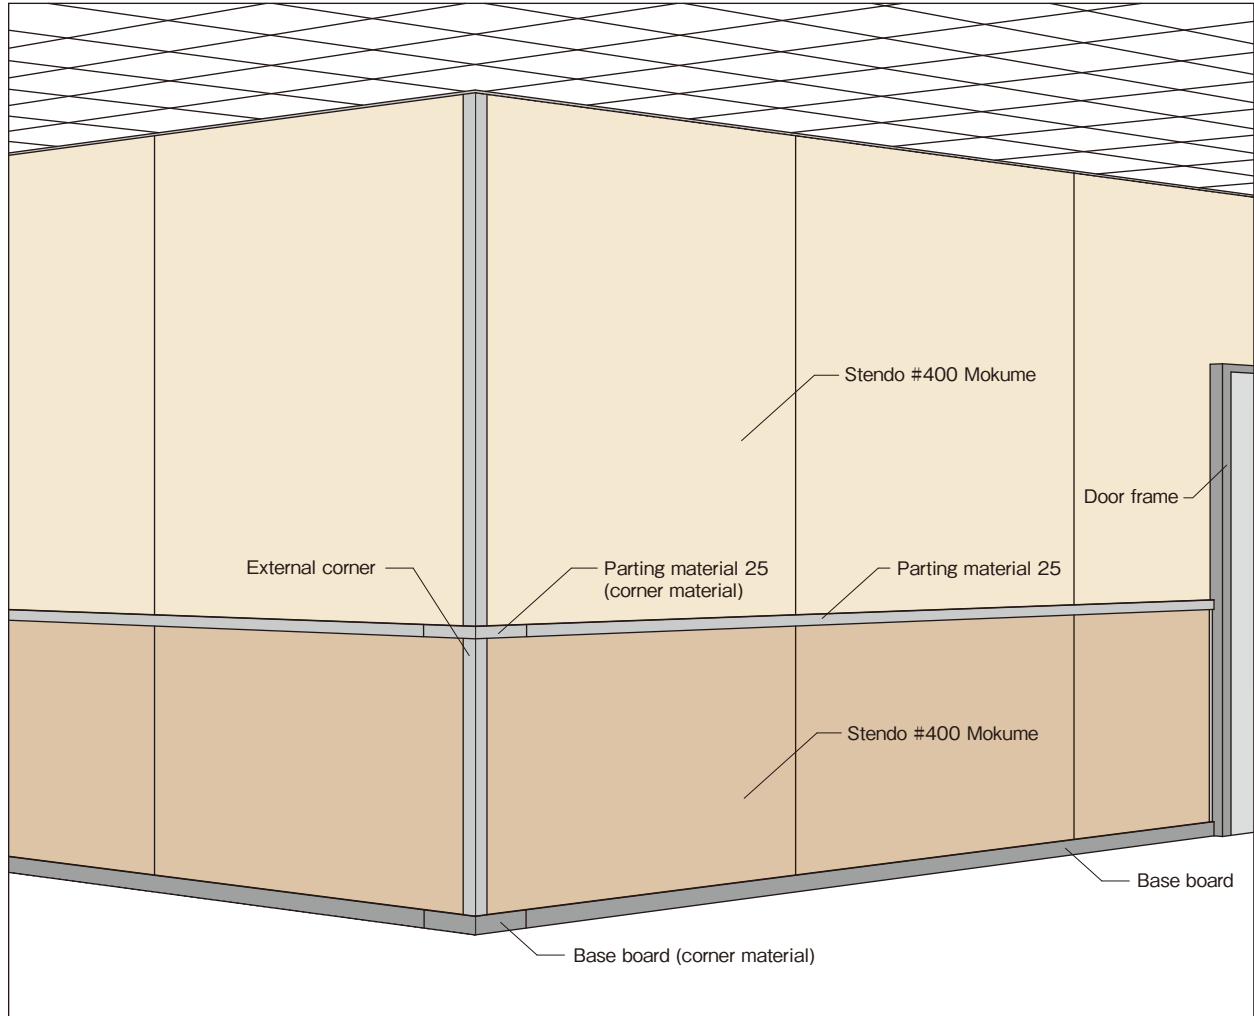 Stendo #400 Mokume
Door frame
External corner
Parting material 25
(corner material)
Parting material 25
Stendo #400 Mokume
Base board
Base board (corner material)